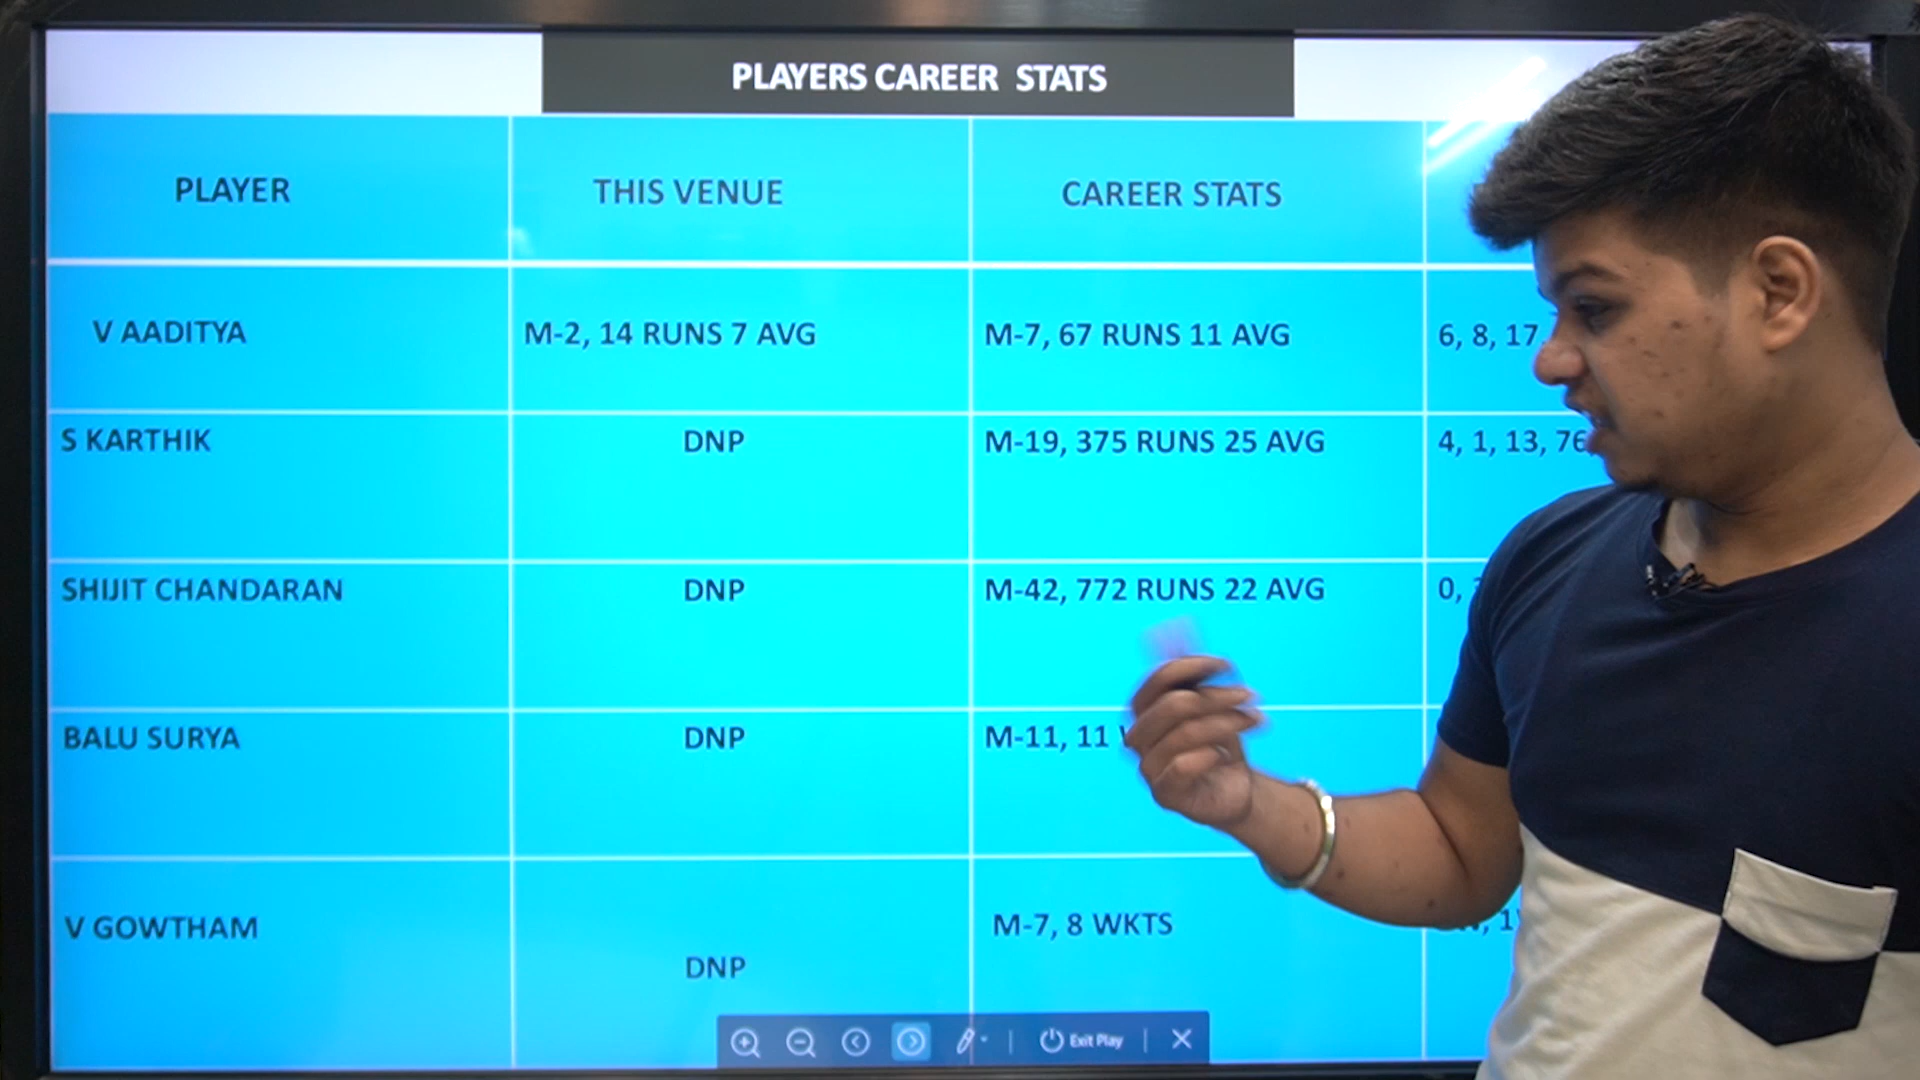 PLAYERS CAREER STATS
PLAYER THIS VENUE CAREER STATS
V AADITYA M-2, 14 RUNS 7 AVG M-7, 67 RUNS 11 AVG 6, 8, 17,
S KARTHIK DNP M-19, 375 RUNS 25 AVG 4, 1, 13, 76
SHIJIT CHANDARAN DNP M-42, 772 RUNS 22 AVG 0,
BALU SURYA DNP M-11, 11
V GOWTHAM M-7, 8 WKTS
DNP
Exit Play